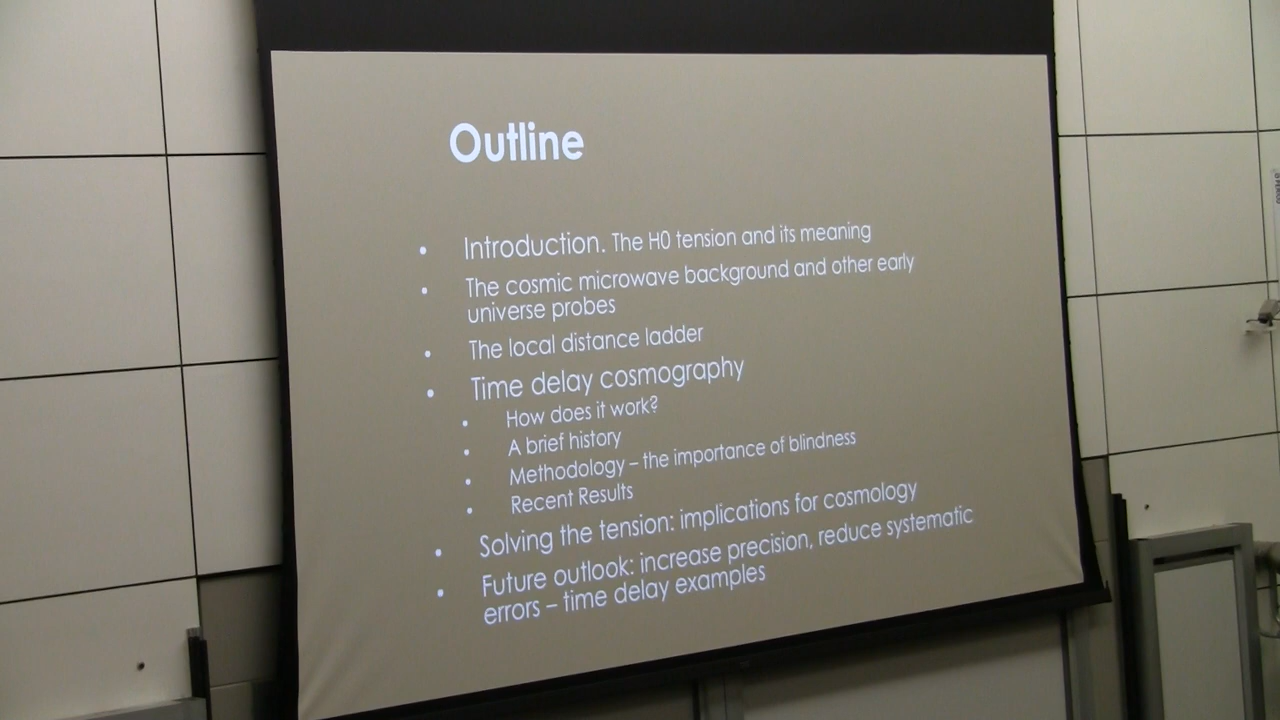 Outline
• Introduction. The H0 tension and its meaning
• The cosmic microwave background and other early
universe probes
• The local distance ladder
• Time delay cosmography
• How does it work?
• A brief history
• Methodology – the importance of blindness
• Recent Results
• Solving the tension: implications for cosmology
• Future outlook: increase precision, reduce systematic
errors – time delay examples